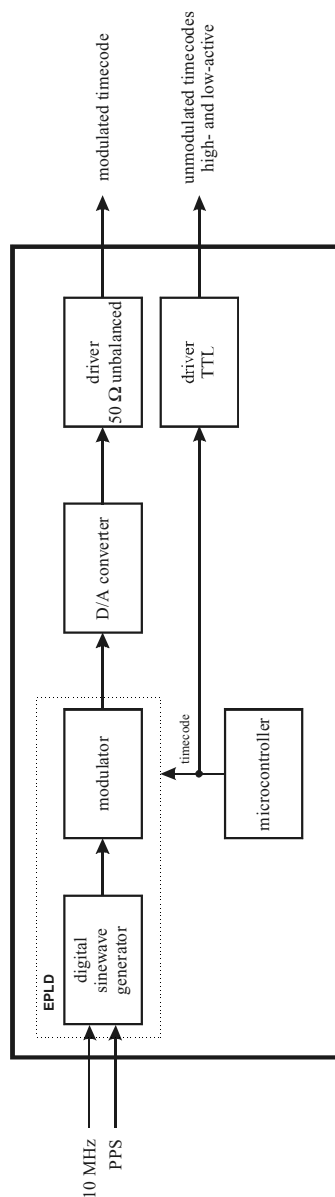 10 MHz
PPS
EPLD
digital
sinewave
generator
modulator
D/A converter
driver
50 Ω unbalanced
modulated timecode
timecode
microcontroller
driver
TTL
unmodulated timecodes
high- and low-active